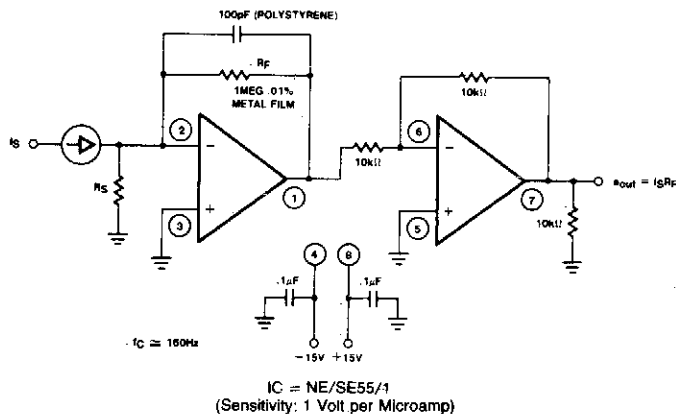 100pF (POLYSTYRENE)
RF
1MEG .01%
METAL FILM
10kΩ
IS
2
−
6
−
RS
10kΩ
1
7
eout = ISRF
3
+
5
+
10kΩ
4
8
.1μF
.1μF
fC ≅ 160Hz
−15V +15V
IC = NE/SE55/1
(Sensitivity: 1 Volt per Microamp)